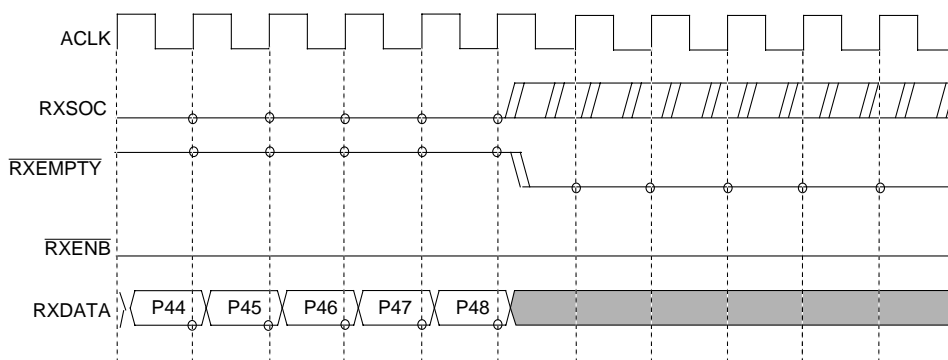 ACLK
RXSOC
RXEMPTY
RXENB
RXDATA P44 P45 P46 P47 P48